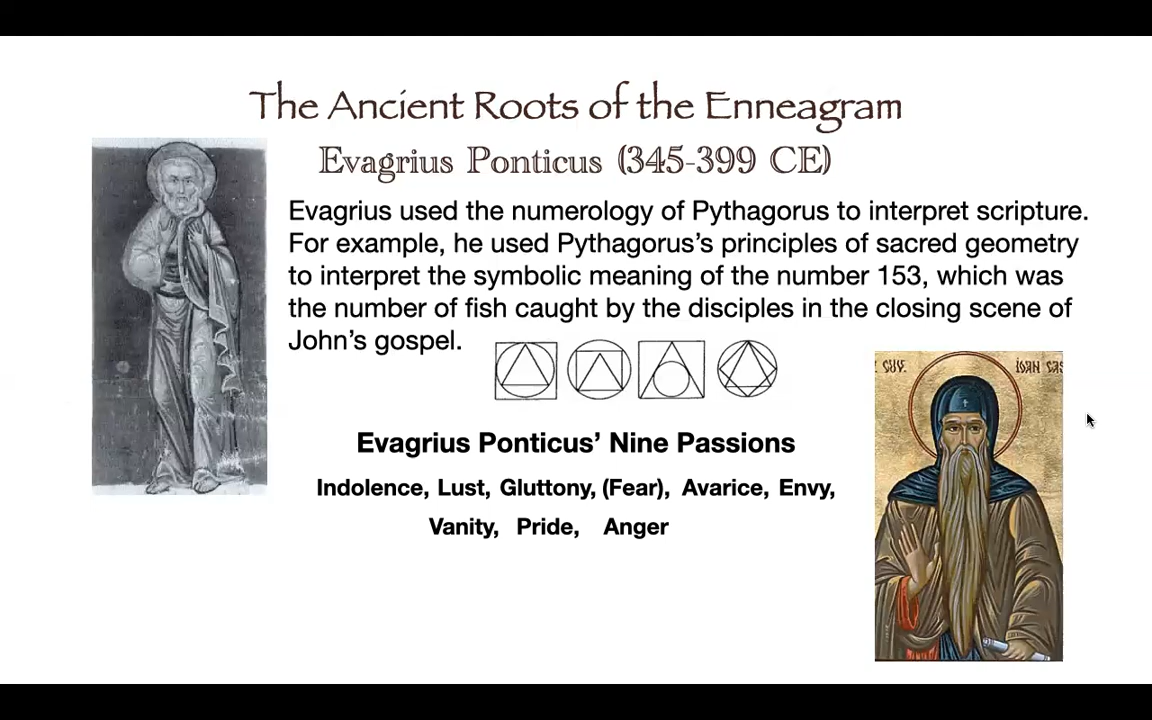 The Ancient Roots of the Enneagram
Evagrius Ponticus (345-399 CE)
Evagrius used the numerology of Pythagorus to interpret scripture.
For example, he used Pythagorus's principles of sacred geometry
to interpret the symbolic meaning of the number 153, which was
the number of fish caught by the disciples in the closing scene of
John's gospel.
CУV. IѠAN CAS
Evagrius Ponticus' Nine Passions
Indolence, Lust, Gluttony, (Fear), Avarice, Envy,
Vanity, Pride, Anger